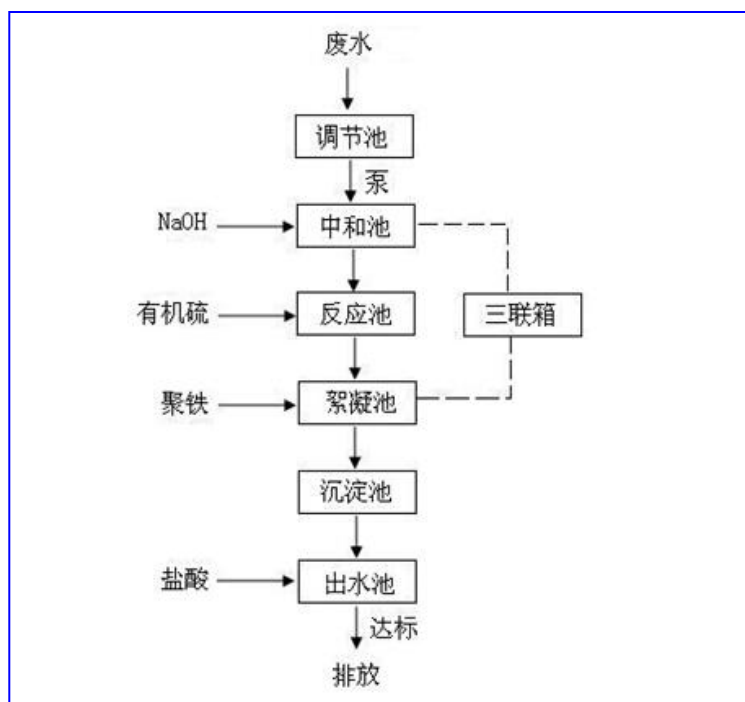 废水
调节池
泵
NaOH
中和池
有机硫
反应池
三联箱
聚铁
絮凝池
沉淀池
盐酸
出水池
达标
排放